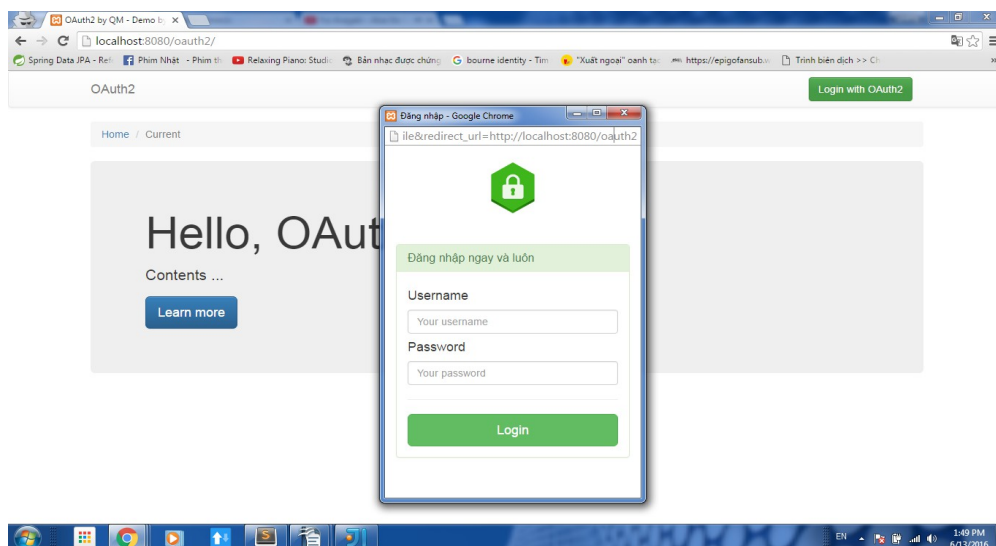 OAuth2 by QM - Demo b
localhost:8080/oauth2/
Spring Data JPA - Ref
Phim Nhật - Phim th
Relaxing Piano: Studi
Bản nhạc được chứng
bourne identity - Tìm
"Xuất ngoại" oanh tạc
https://epigofansub.w
Trình biên dịch >> Ch
OAuth2
Login with OAuth2
Home / Current
Hello, OAut
Contents ...
Learn more
Đăng nhập - Google Chrome
ile&redirect_url=http://localhost:8080/oauth2
Đăng nhập ngay và luôn
Username
Your username
Password
Your password
Login
EN
1:49 PM
6/13/2016